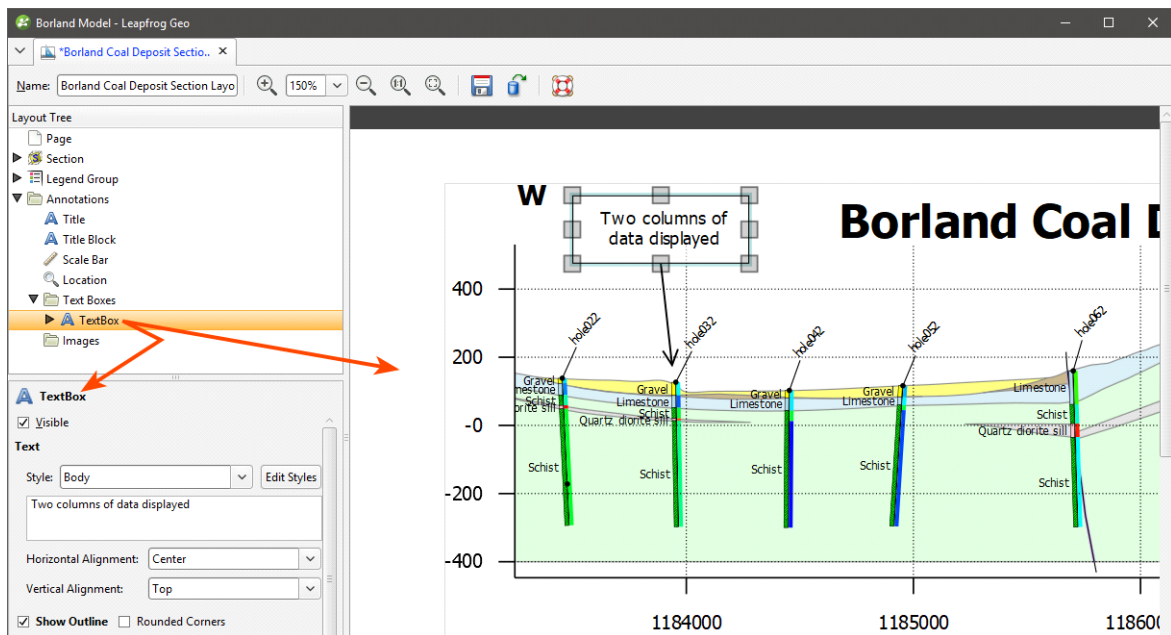 Borland Model - Leapfrog Geo
*Borland Coal Deposit Sectio..
Name: Borland Coal Deposit Section Layo
150%
Layout Tree
Page
Section
Legend Group
Annotations
Title
Title Block
Scale Bar
Location
Text Boxes
TextBox
Images
TextBox
Visible
Text
Style: Body
Edit Styles
Two columns of data displayed
Horizontal Alignment: Center
Vertical Alignment: Top
Show Outline
Rounded Corners
W
Two columns of
data displayed
Borland Coal D
400
200
-0
-200
-400
hole022
hole032
hole042
hole052
hole062
Gravel
Gravel
Gravel
Gravel
Limestone
mestone
Limestone
Limestone
Limestone
Schist
Schist
Schist
orite sill
Quartz diorite sill
Quartz diorite sill
Schist
Schist
Schist
Schist
Schist
1184000
1185000
118600